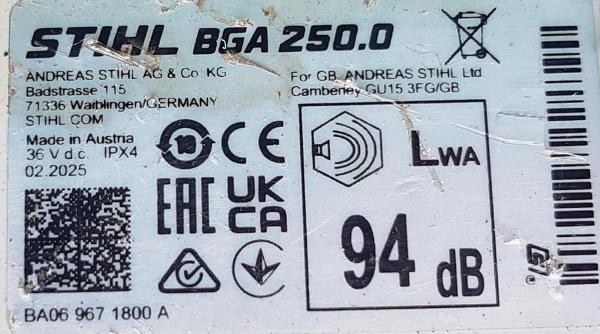 STIHL BGA 250.0
ANDREAS STIHL AG & Co. KG
Badstrasse 115
71336 Waiblingen/GERMANY
STIHL.COM
For GB: ANDREAS STIHL Ltd
Camberley GU15 3FG/GB
Made in Austria
36 V d.c. IPX4
02.2025
10
CE
EAC
UK
CA
LWA
94 dB
BA06 967 1800 A